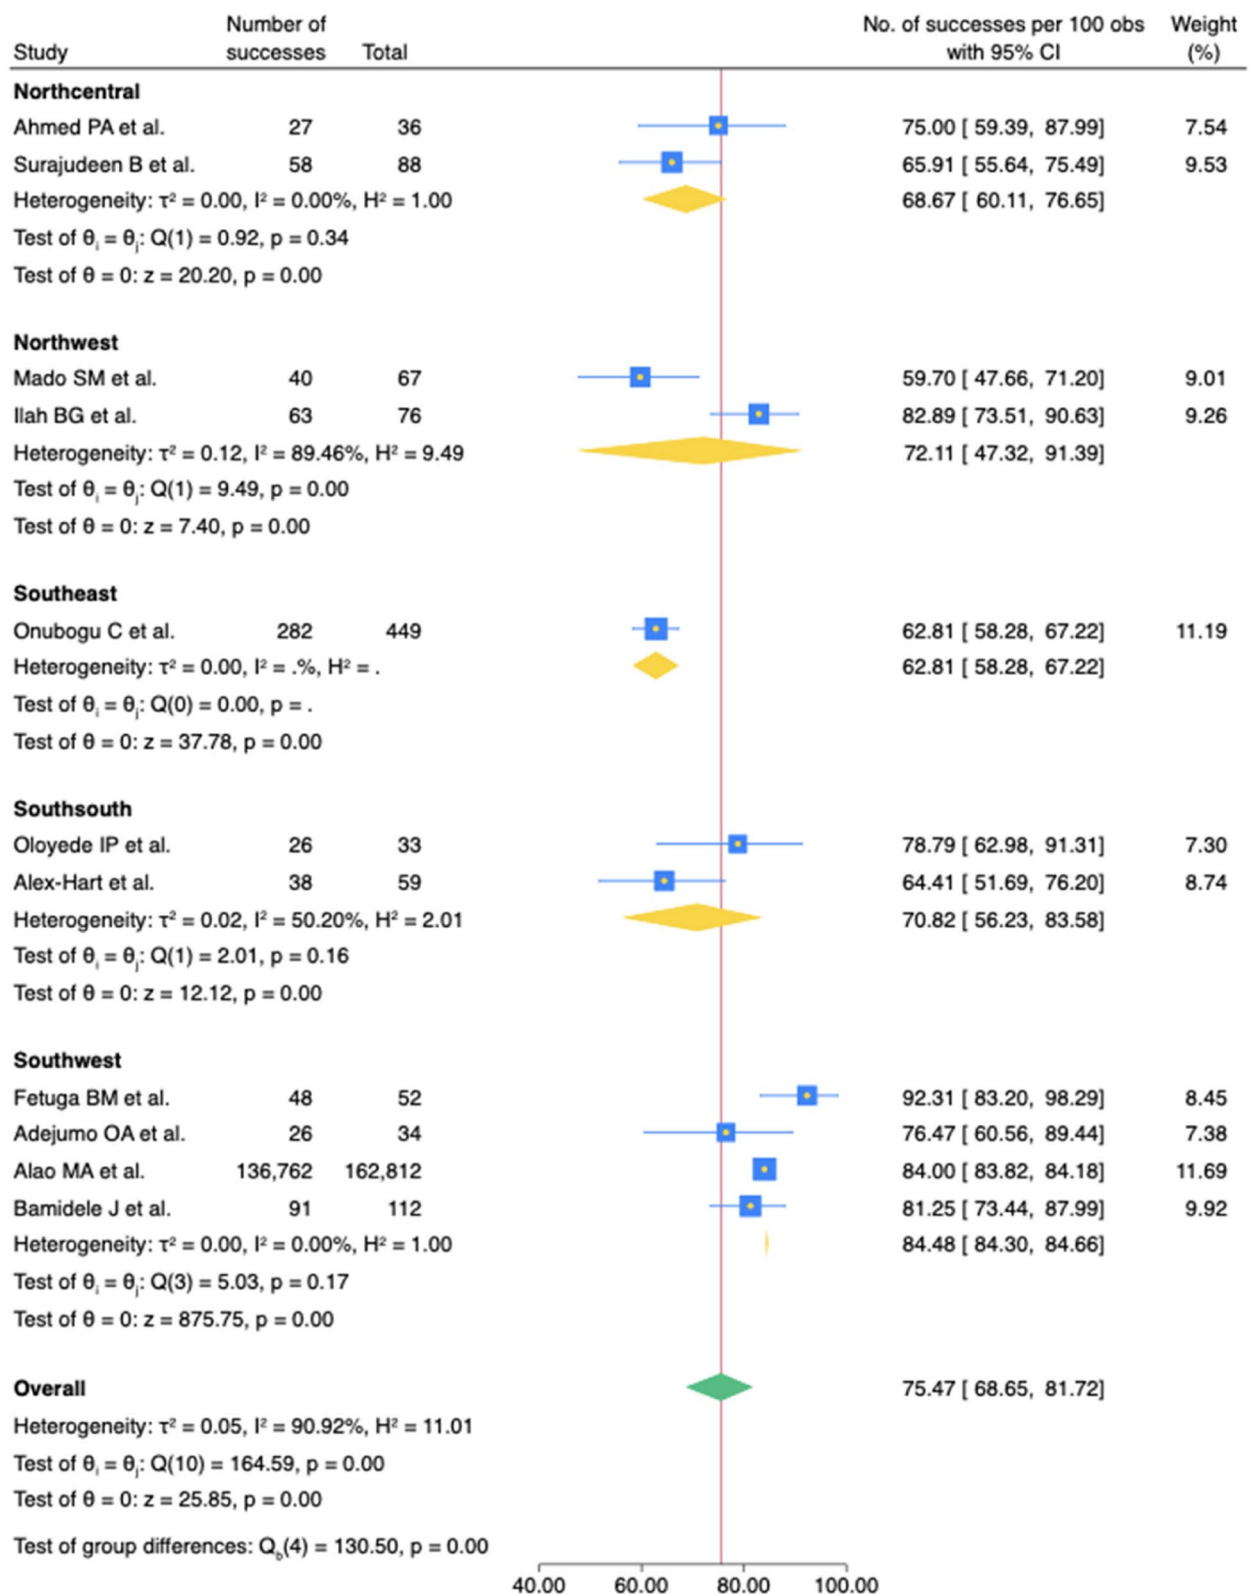 Study Number of successes Total No. of successes per 100 obs with 95% CI Weight (%)
Northcentral
Ahmed PA et al. 27 36 75.00 [ 59.39, 87.99] 7.54
Surajudeen B et al. 58 88 65.91 [ 55.64, 75.49] 9.53
Heterogeneity: τ² = 0.00, I² = 0.00%, H² = 1.00 68.67 [ 60.11, 76.65]
Test of θᵢ = θⱼ: Q(1) = 0.92, p = 0.34
Test of θ = 0: z = 20.20, p = 0.00
Northwest
Mado SM et al. 40 67 59.70 [ 47.66, 71.20] 9.01
Ilah BG et al. 63 76 82.89 [ 73.51, 90.63] 9.26
Heterogeneity: τ² = 0.12, I² = 89.46%, H² = 9.49 72.11 [ 47.32, 91.39]
Test of θᵢ = θⱼ: Q(1) = 9.49, p = 0.00
Test of θ = 0: z = 7.40, p = 0.00
Southeast
Onubogu C et al. 282 449 62.81 [ 58.28, 67.22] 11.19
Heterogeneity: τ² = 0.00, I² = .%, H² = . 62.81 [ 58.28, 67.22]
Test of θᵢ = θⱼ: Q(0) = 0.00, p = .
Test of θ = 0: z = 37.78, p = 0.00
Southsouth
Oloyede IP et al. 26 33 78.79 [ 62.98, 91.31] 7.30
Alex-Hart et al. 38 59 64.41 [ 51.69, 76.20] 8.74
Heterogeneity: τ² = 0.02, I² = 50.20%, H² = 2.01 70.82 [ 56.23, 83.58]
Test of θᵢ = θⱼ: Q(1) = 2.01, p = 0.16
Test of θ = 0: z = 12.12, p = 0.00
Southwest
Fetuga BM et al. 48 52 92.31 [ 83.20, 98.29] 8.45
Adejumo OA et al. 26 34 76.47 [ 60.56, 89.44] 7.38
Alao MA et al. 136,762 162,812 84.00 [ 83.82, 84.18] 11.69
Bamidele J et al. 91 112 81.25 [ 73.44, 87.99] 9.92
Heterogeneity: τ² = 0.00, I² = 0.00%, H² = 1.00 84.48 [ 84.30, 84.66]
Test of θᵢ = θⱼ: Q(3) = 5.03, p = 0.17
Test of θ = 0: z = 875.75, p = 0.00
Overall 75.47 [ 68.65, 81.72]
Heterogeneity: τ² = 0.05, I² = 90.92%, H² = 11.01
Test of θᵢ = θⱼ: Q(10) = 164.59, p = 0.00
Test of θ = 0: z = 25.85, p = 0.00
Test of group differences: Q_b(4) = 130.50, p = 0.00
40.00 60.00 80.00 100.00